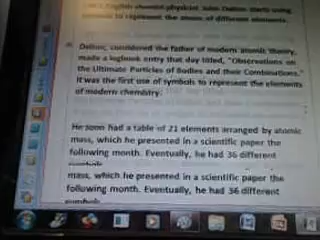 English chemist-physicist John Dalton starts using
symbols to represent the atoms of different elements.
Dalton, considered the father of modern atomic theory,
made a logbook entry that day titled, "Observations on
the Ultimate Particles of Bodies and their Combinations."
It was the first use of symbols to represent the elements
of modern chemistry.
He soon had a table of 21 elements arranged by atomic
mass, which he presented in a scientific paper the
following month. Eventually, he had 36 different
symbols
mass, which he presented in a scientific paper the
following month. Eventually, he had 36 different
symbols